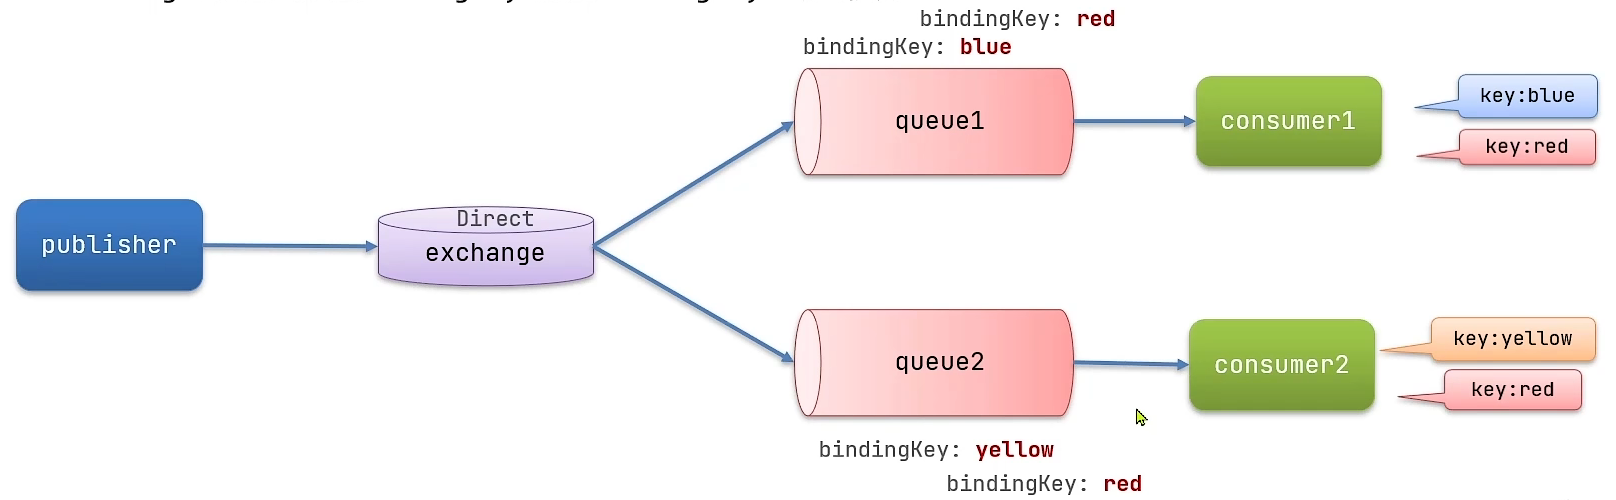 bindingKey: red
bindingKey: blue
queue1
consumer1
key:blue
key:red
publisher
Direct
exchange
queue2
consumer2
key:yellow
key:red
bindingKey: yellow
bindingKey: red